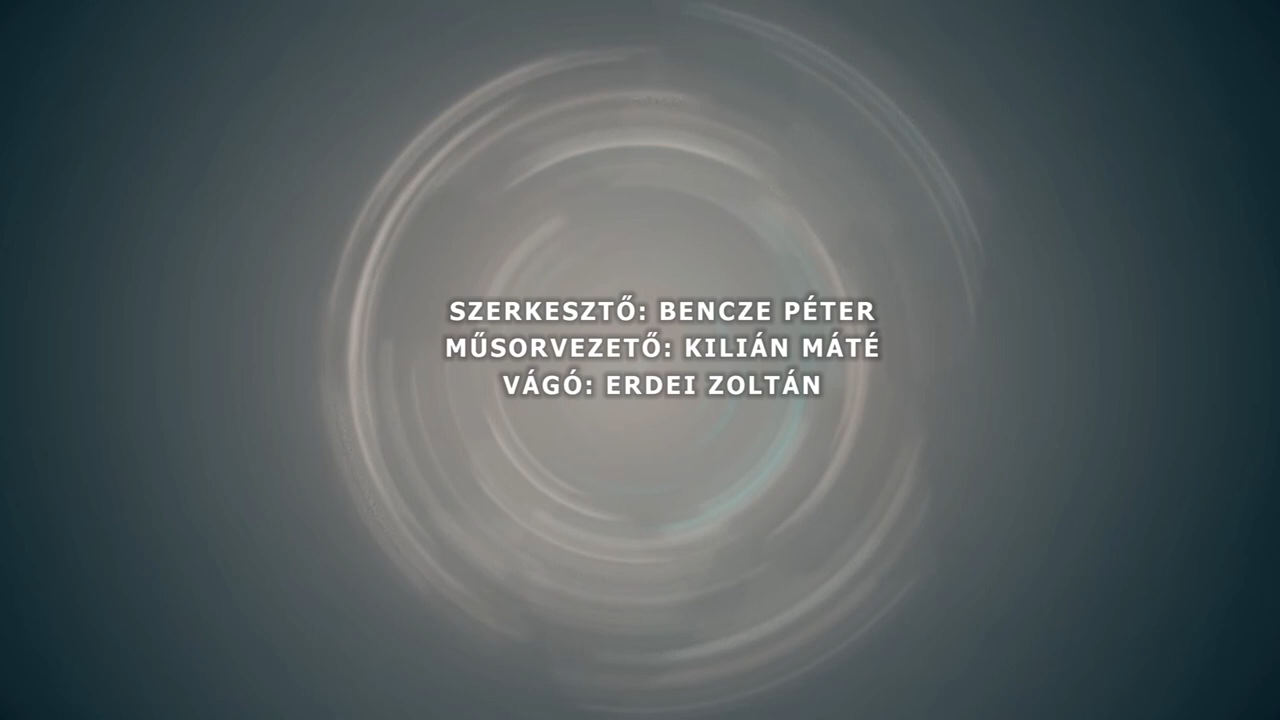 SZERKESZTŐ: BENCZE PÉTER
MŰSORVEZETŐ: KILIÁN MÁTÉ
VÁGÓ: ERDEI ZOLTÁN